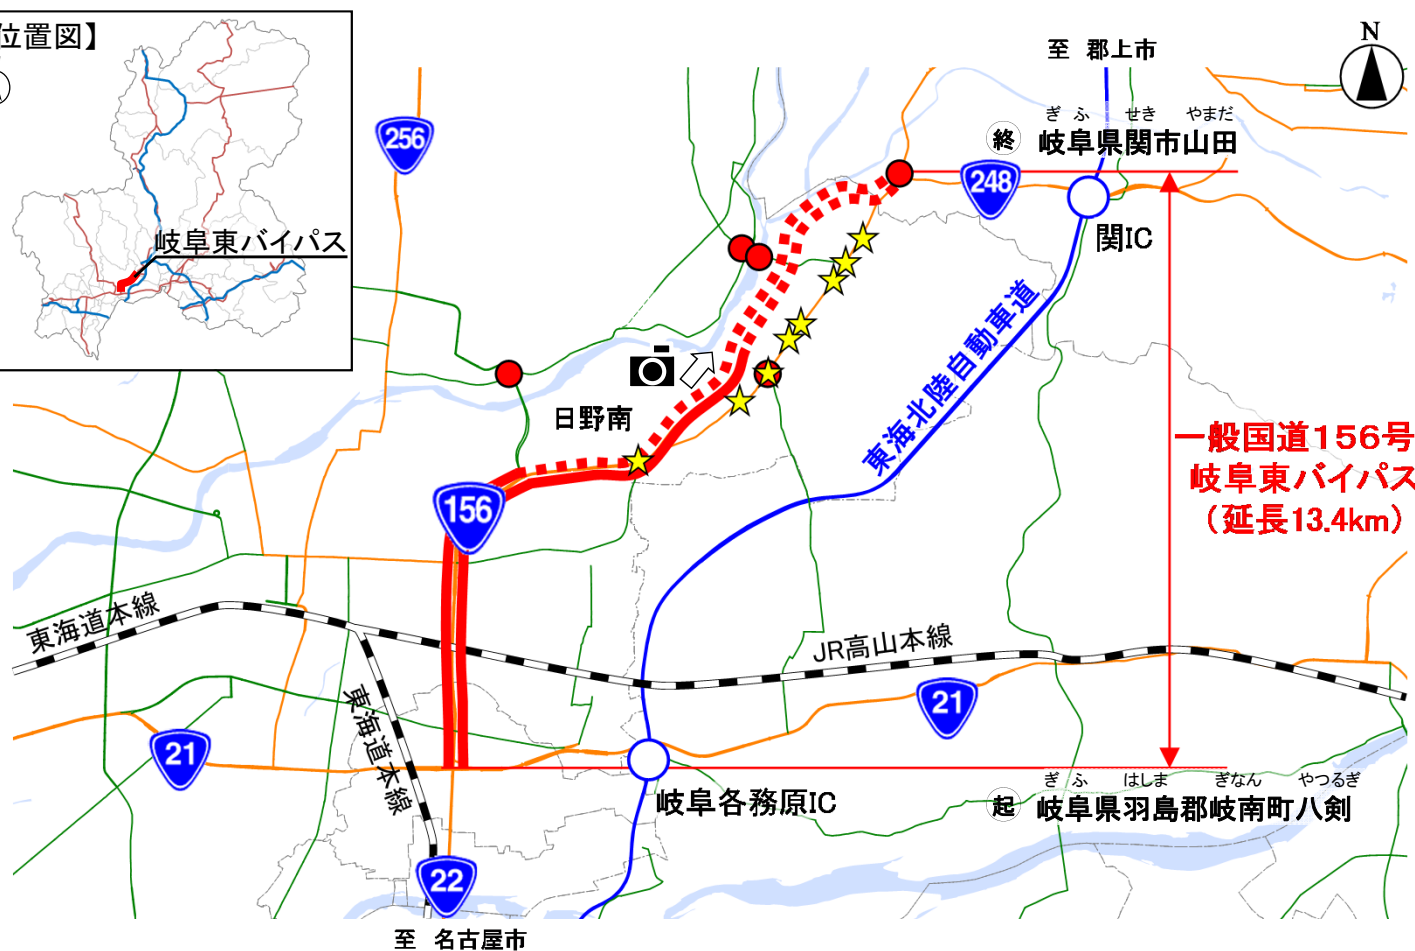 位置図】
岐阜東バイパス
至 郡上市
N
256
ぎふ せき やまだ
終 岐阜県関市山田
248
関IC
東海北陸自動車道
日野南
一般国道156号
岐阜東バイパス
（延長13.4km）
156
東海道本線
JR高山本線
東海道本線
21
21
岐阜各務原IC
ぎふ はしま ぎなん やつるぎ
起 岐阜県羽島郡岐南町八剣
22
至 名古屋市